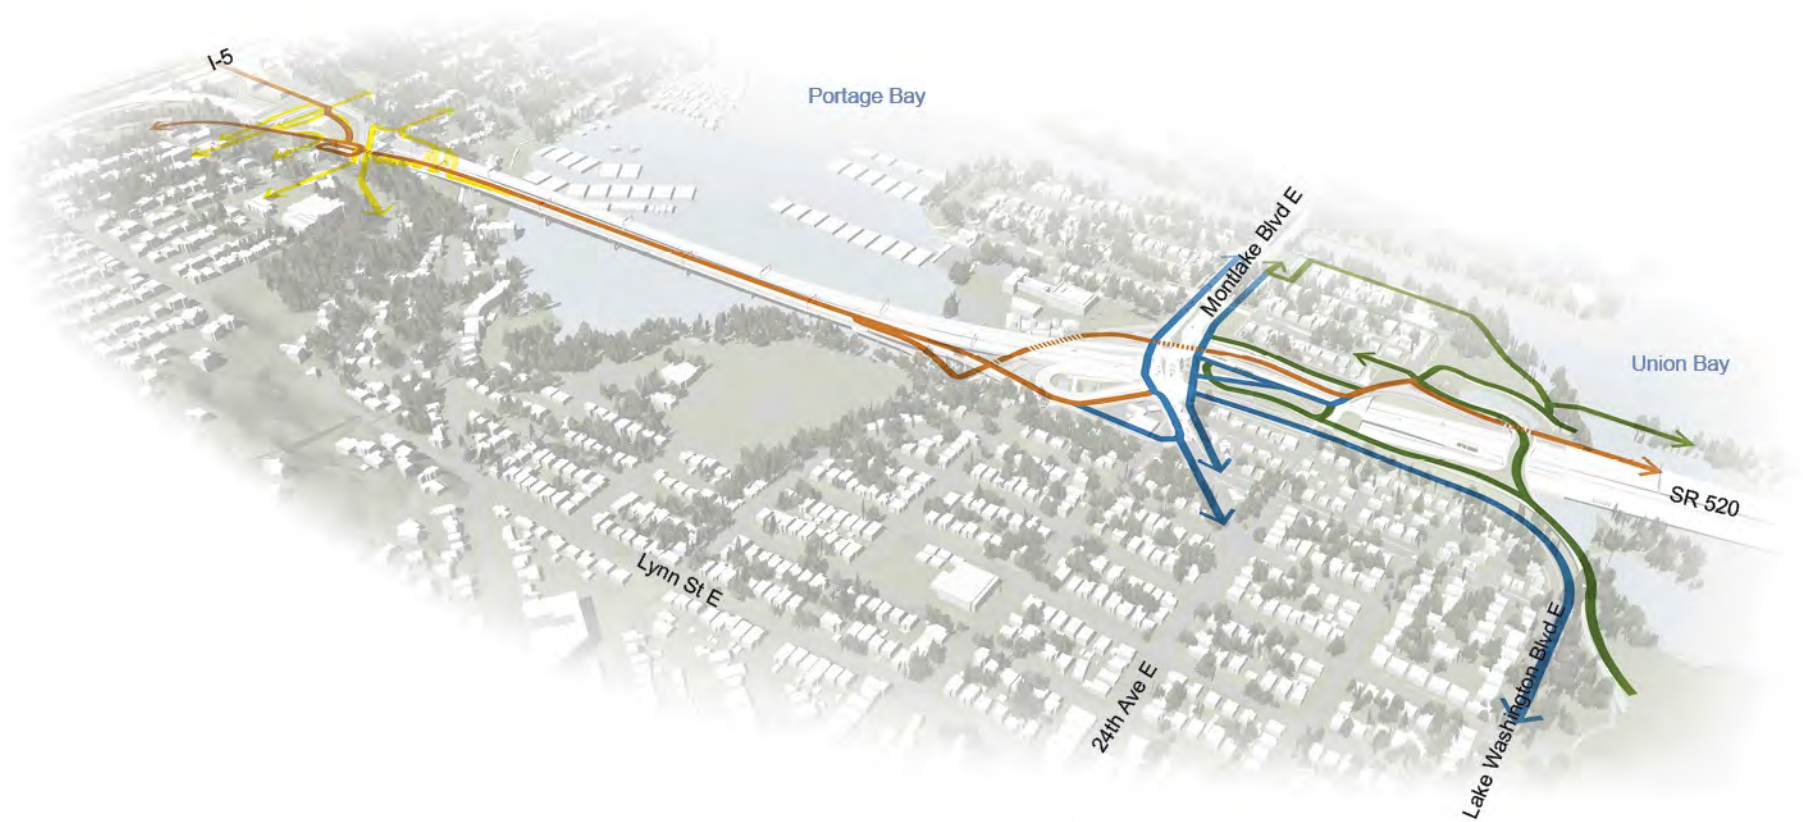 I-5
Portage Bay
Montlake Blvd E
Union Bay
SR 520
Lynn St E
24th Ave E
Lake Washington Blvd E